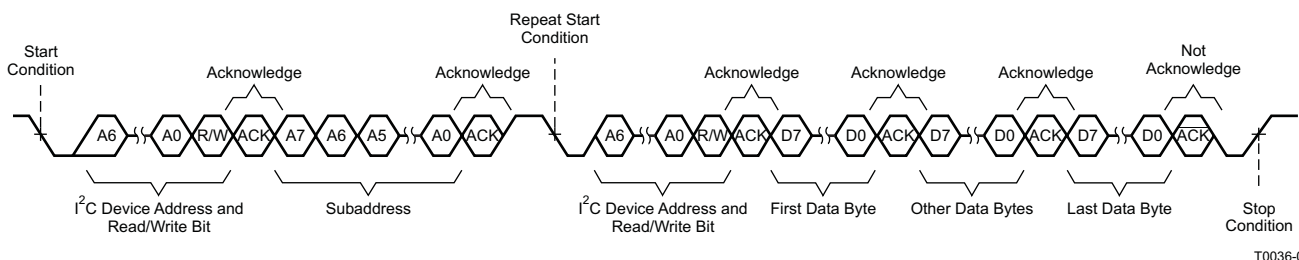 Repeat Start
Condition
Start
Condition
Not
Acknowledge
Acknowledge
Acknowledge
Acknowledge
Acknowledge
Acknowledge
A6 A0 R/W ACK A7 A6 A5 A0 ACK A6 A0 R/W ACK D7 D0 ACK D7 D0 ACK D7 D0 ACK
I²C Device Address and
Read/Write Bit
Subaddress
I²C Device Address and
Read/Write Bit
First Data Byte
Other Data Bytes
Last Data Byte
Stop
Condition